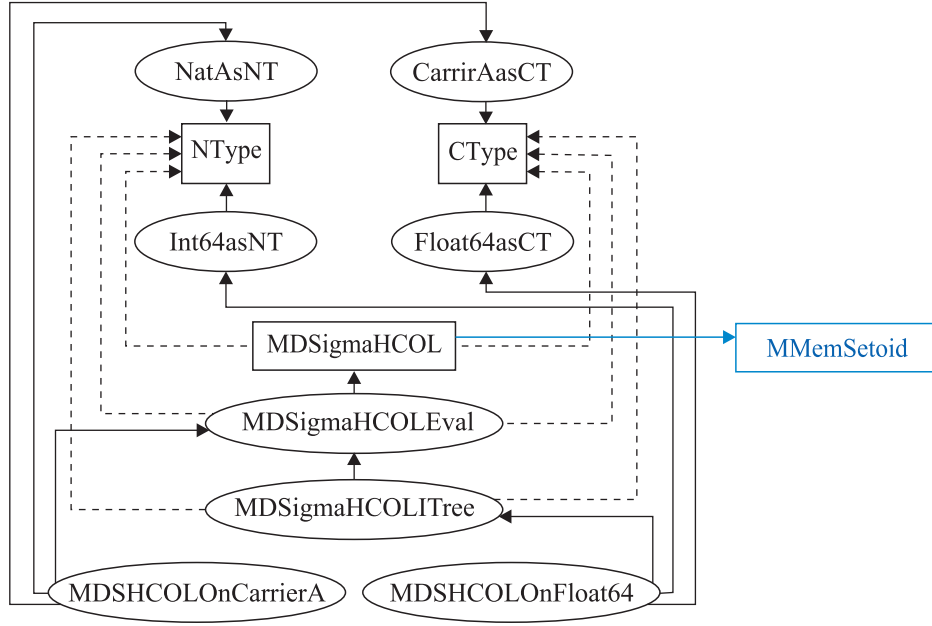 NatAsNT
CarrirAasCT
NType
CType
Int64asNT
Float64asCT
MDSigmaHCOL
MMemSetoid
MDSigmaHCOLEval
MDSigmaHCOLITree
MDSHCOLOnCarrierA
MDSHCOLOnFloat64